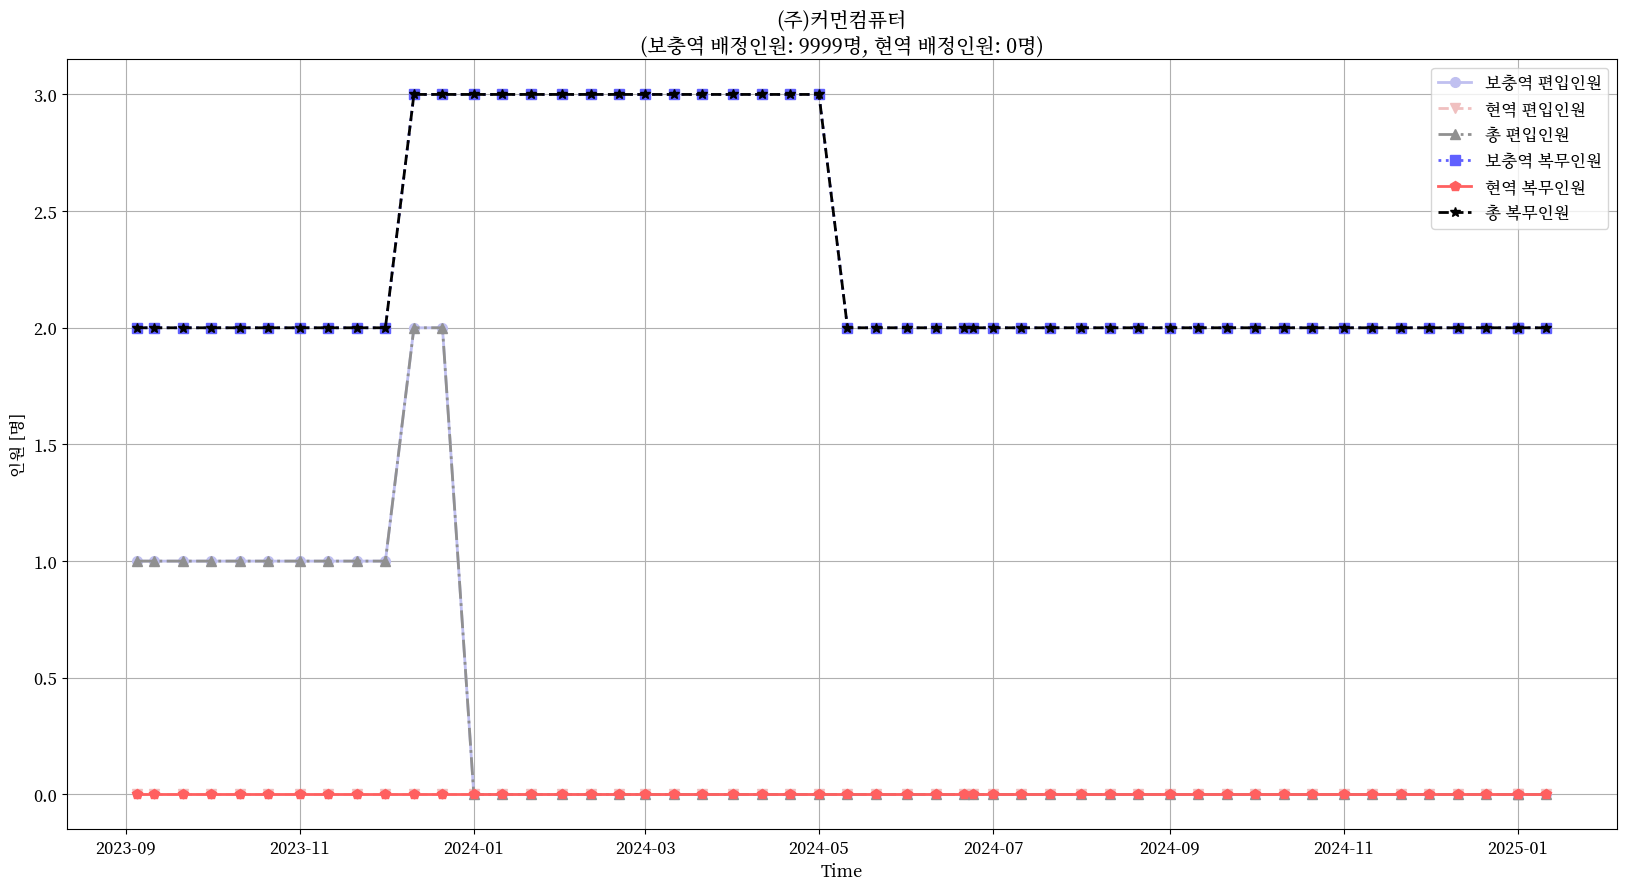 (주)커먼컴퓨터
(보충역 배정인원: 9999명, 현역 배정인원: 0명)
보충역 편입인원
현역 편입인원
총 편입인원
보충역 복무인원
현역 복무인원
총 복무인원
3.0
2.5
2.0
1.5
1.0
0.5
0.0
인원 [명]
2023-09 2023-11 2024-01 2024-03 2024-05 2024-07 2024-09 2024-11 2025-01
Time